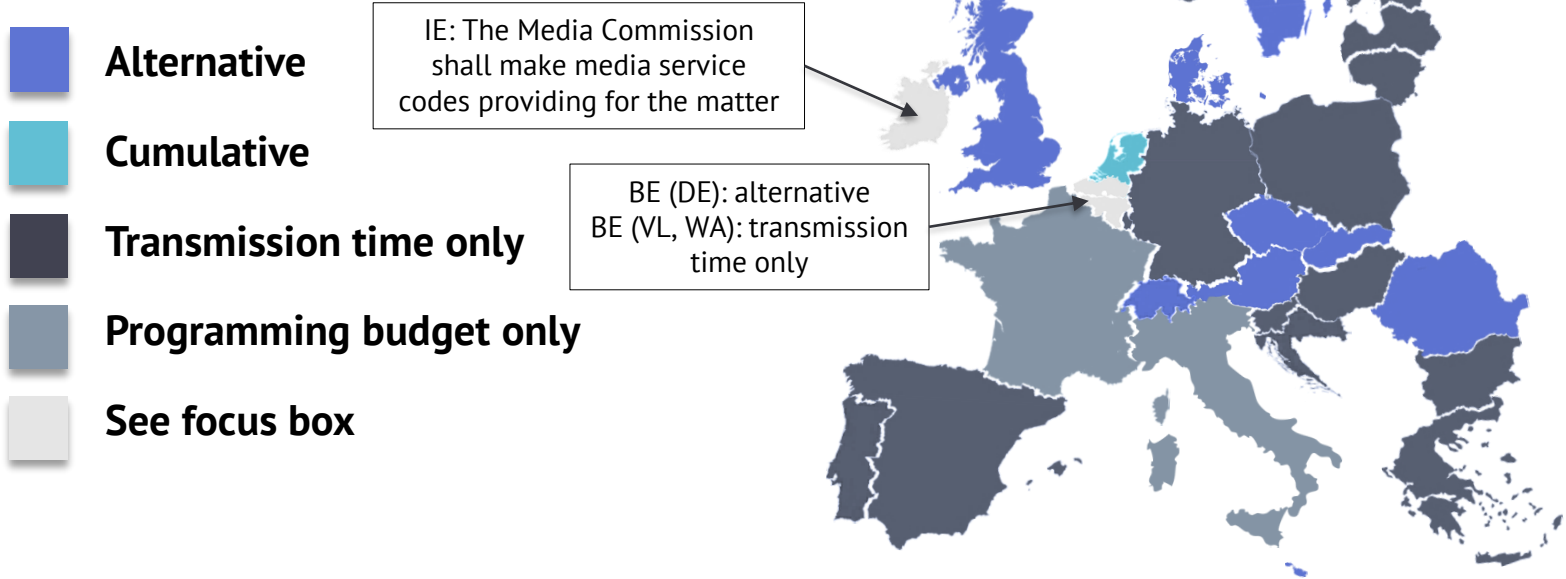 Alternative
Cumulative
Transmission time only
Programming budget only
See focus box
IE: The Media Commission
shall make media service
codes providing for the matter
BE (DE): alternative
BE (VL, WA): transmission
time only